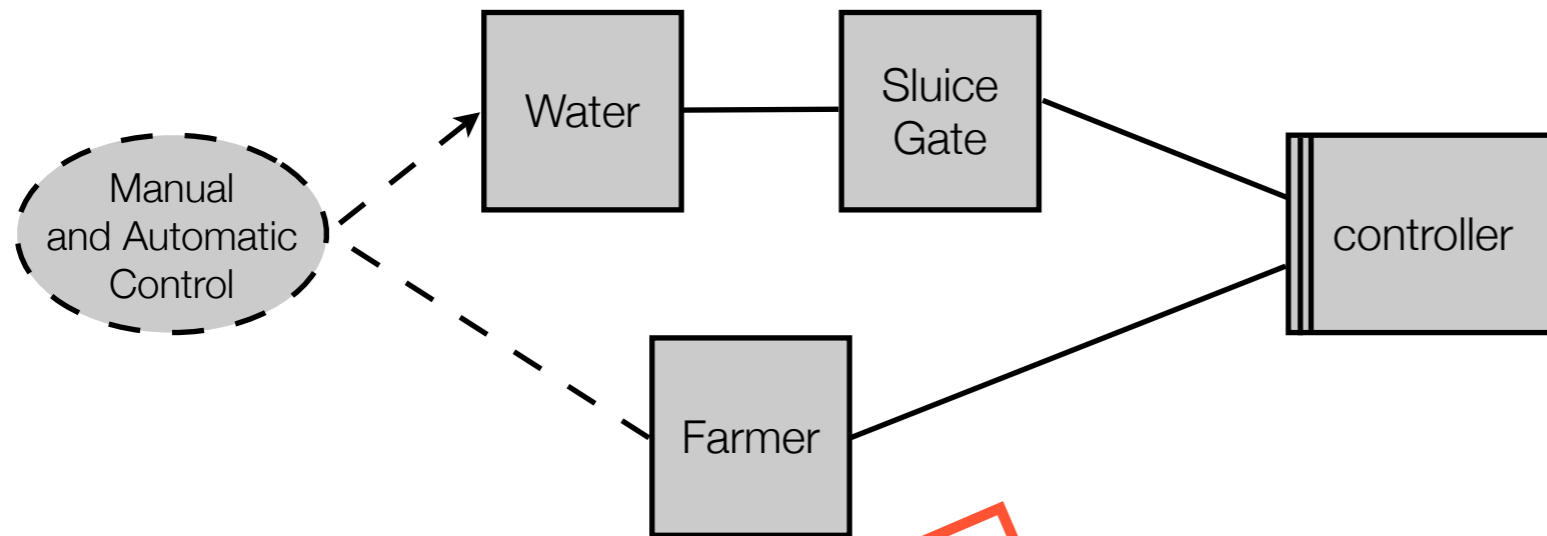 Manual
and Automatic
Control
Water
Sluice
Gate
Farmer
controller